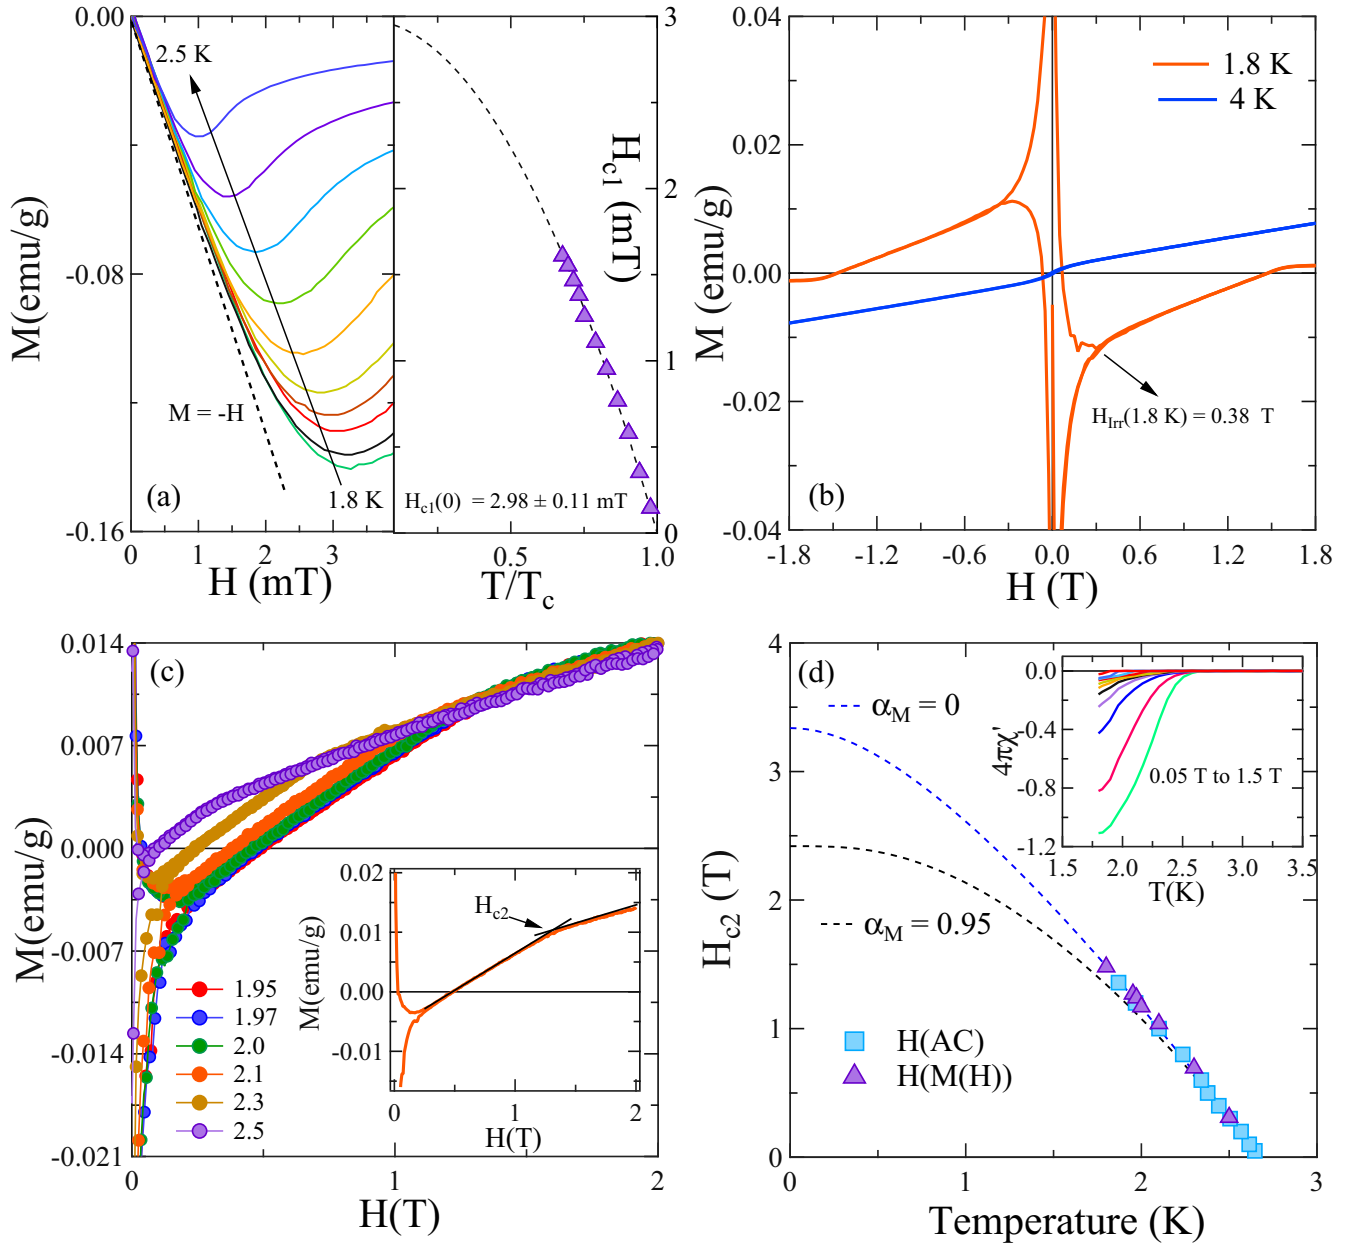 0.00
-0.08
-0.16
M(emu/g)
2.5 K
M = -H
1.8 K
(a)
0 1 2 3
H (mT)
H_c1(0) = 2.98 ± 0.11 mT
0.5 1.0
T/T_c
3
2
1
0
H_c1 (mT)
0.04
0.02
0.00
-0.02
-0.04
M (emu/g)
1.8 K
4 K
H_Irr(1.8 K) = 0.38 T
(b)
-1.8 -1.2 -0.6 0.0 0.6 1.2 1.8
H (T)
0.014
0.007
0.000
-0.007
-0.014
-0.021
M(emu/g)
(c)
1.95
1.97
2.0
2.1
2.3
2.5
0.02
0.01
0.00
-0.01
M(emu/g)
H_c2
0 1 2
H(T)
0 1 2
H(T)
4
3
2
1
0
H_c2 (T)
(d)
α_M = 0
α_M = 0.95
H(AC)
H(M(H))
0.0
-0.4
-0.8
-1.2
4πχ'
0.05 T to 1.5 T
1.5 2.0 2.5 3.0 3.5
T(K)
0 1 2 3
Temperature (K)